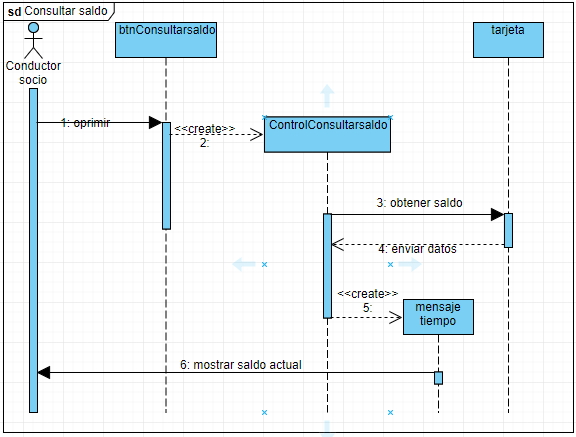 sd Consultar saldo
Conductor
socio
btnConsultarsaldo
tarjeta
1: oprimir
<<create>>
2:
ControlConsultarsaldo
3: obtener saldo
4: enviar datos
<<create>>
5:
mensaje
tiempo
6: mostrar saldo actual